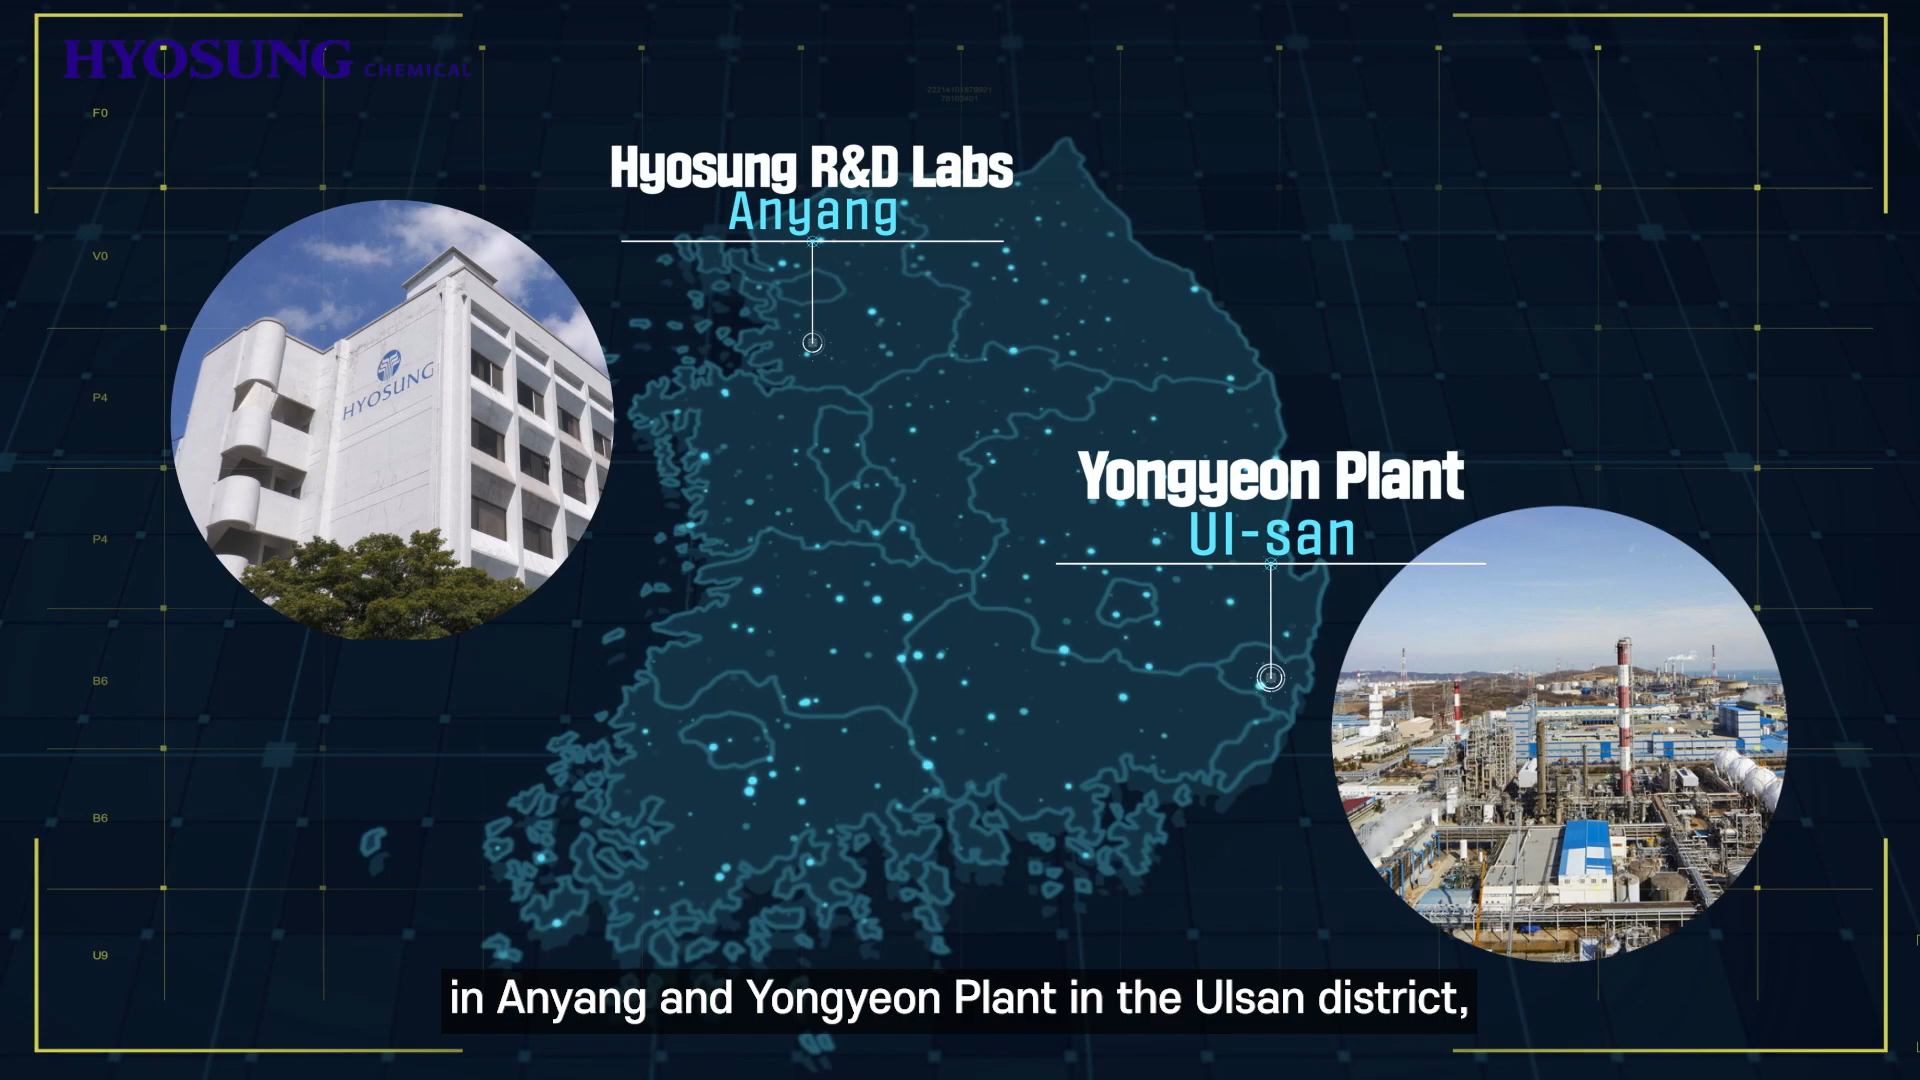 HYOSUNG CHEMICAL
F0
V0
P4
P4
B6
B6
U9
Hyosung R&D Labs
Anyang
HYOSUNG
Yongyeon Plant
Ul-san
in Anyang and Yongyeon Plant in the Ulsan district,